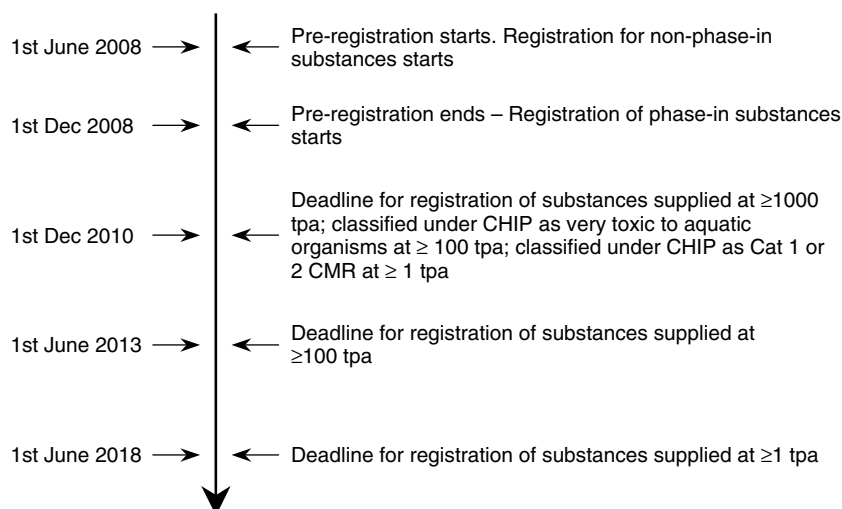 1st June 2008
Pre-registration starts. Registration for non-phase-in
substances starts
1st Dec 2008
Pre-registration ends – Registration of phase-in substances
starts
1st Dec 2010
Deadline for registration of substances supplied at ≥1000
tpa; classified under CHIP as very toxic to aquatic
organisms at ≥ 100 tpa; classified under CHIP as Cat 1 or
2 CMR at ≥ 1 tpa
1st June 2013
Deadline for registration of substances supplied at
≥100 tpa
1st June 2018
Deadline for registration of substances supplied at ≥1 tpa